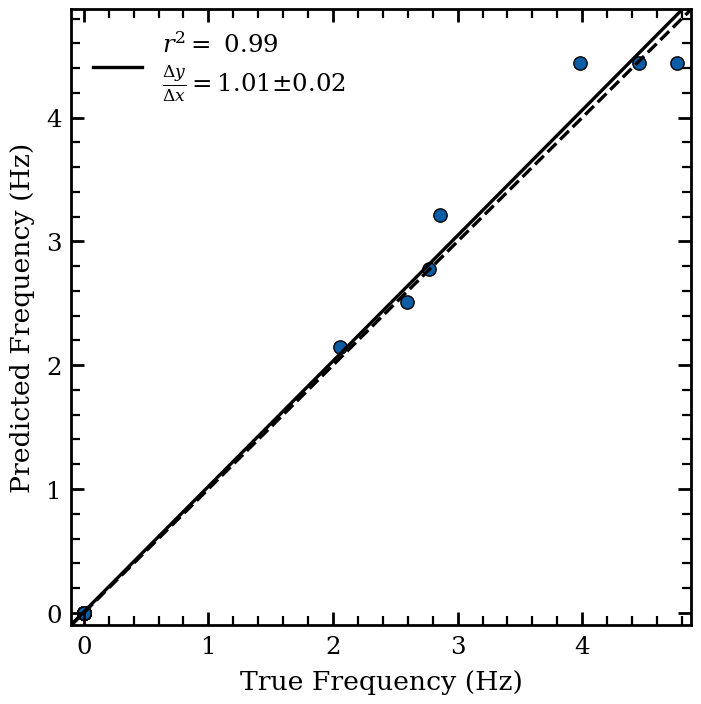 r² = 0.99
Δy/Δx = 1.01±0.02
Predicted Frequency (Hz)
4
3
2
1
0
0 1 2 3 4
True Frequency (Hz)